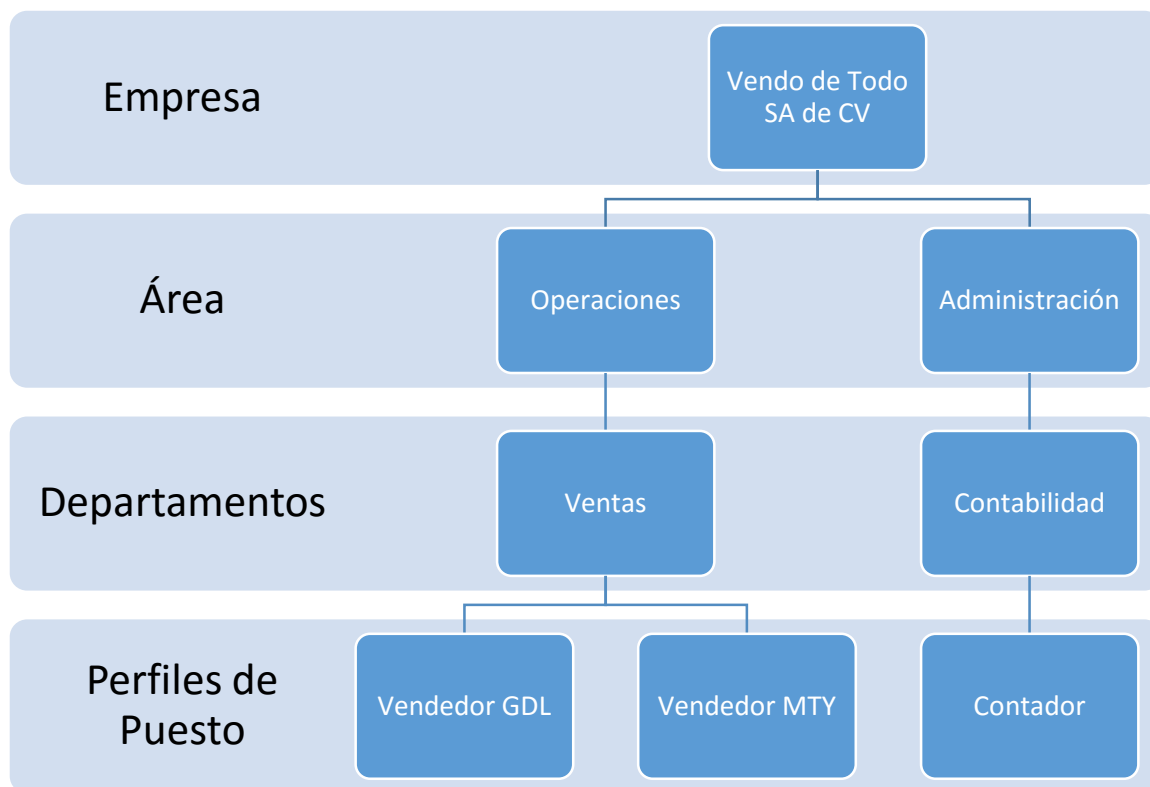 Empresa
Vendo de Todo
SA de CV
Área
Operaciones
Administración
Departamentos
Ventas
Contabilidad
Perfiles de
Puesto
Vendedor GDL
Vendedor MTY
Contador